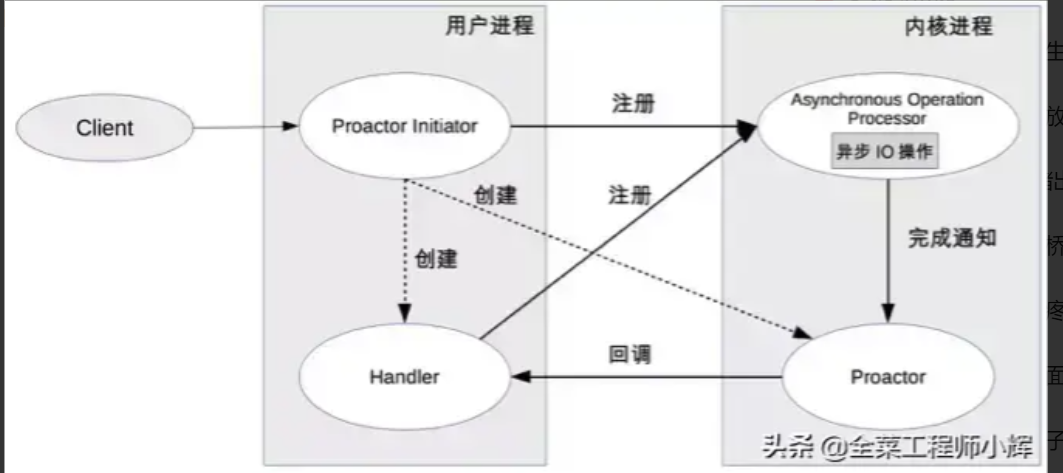 用户进程
内核进程
Client
Proactor Initiator
注册
Asynchronous Operation
Processor
异步 IO 操作
创建
注册
创建
完成通知
Handler
回调
Proactor
头条 @全菜工程师小辉
生
放
能
桥
疼
面
子